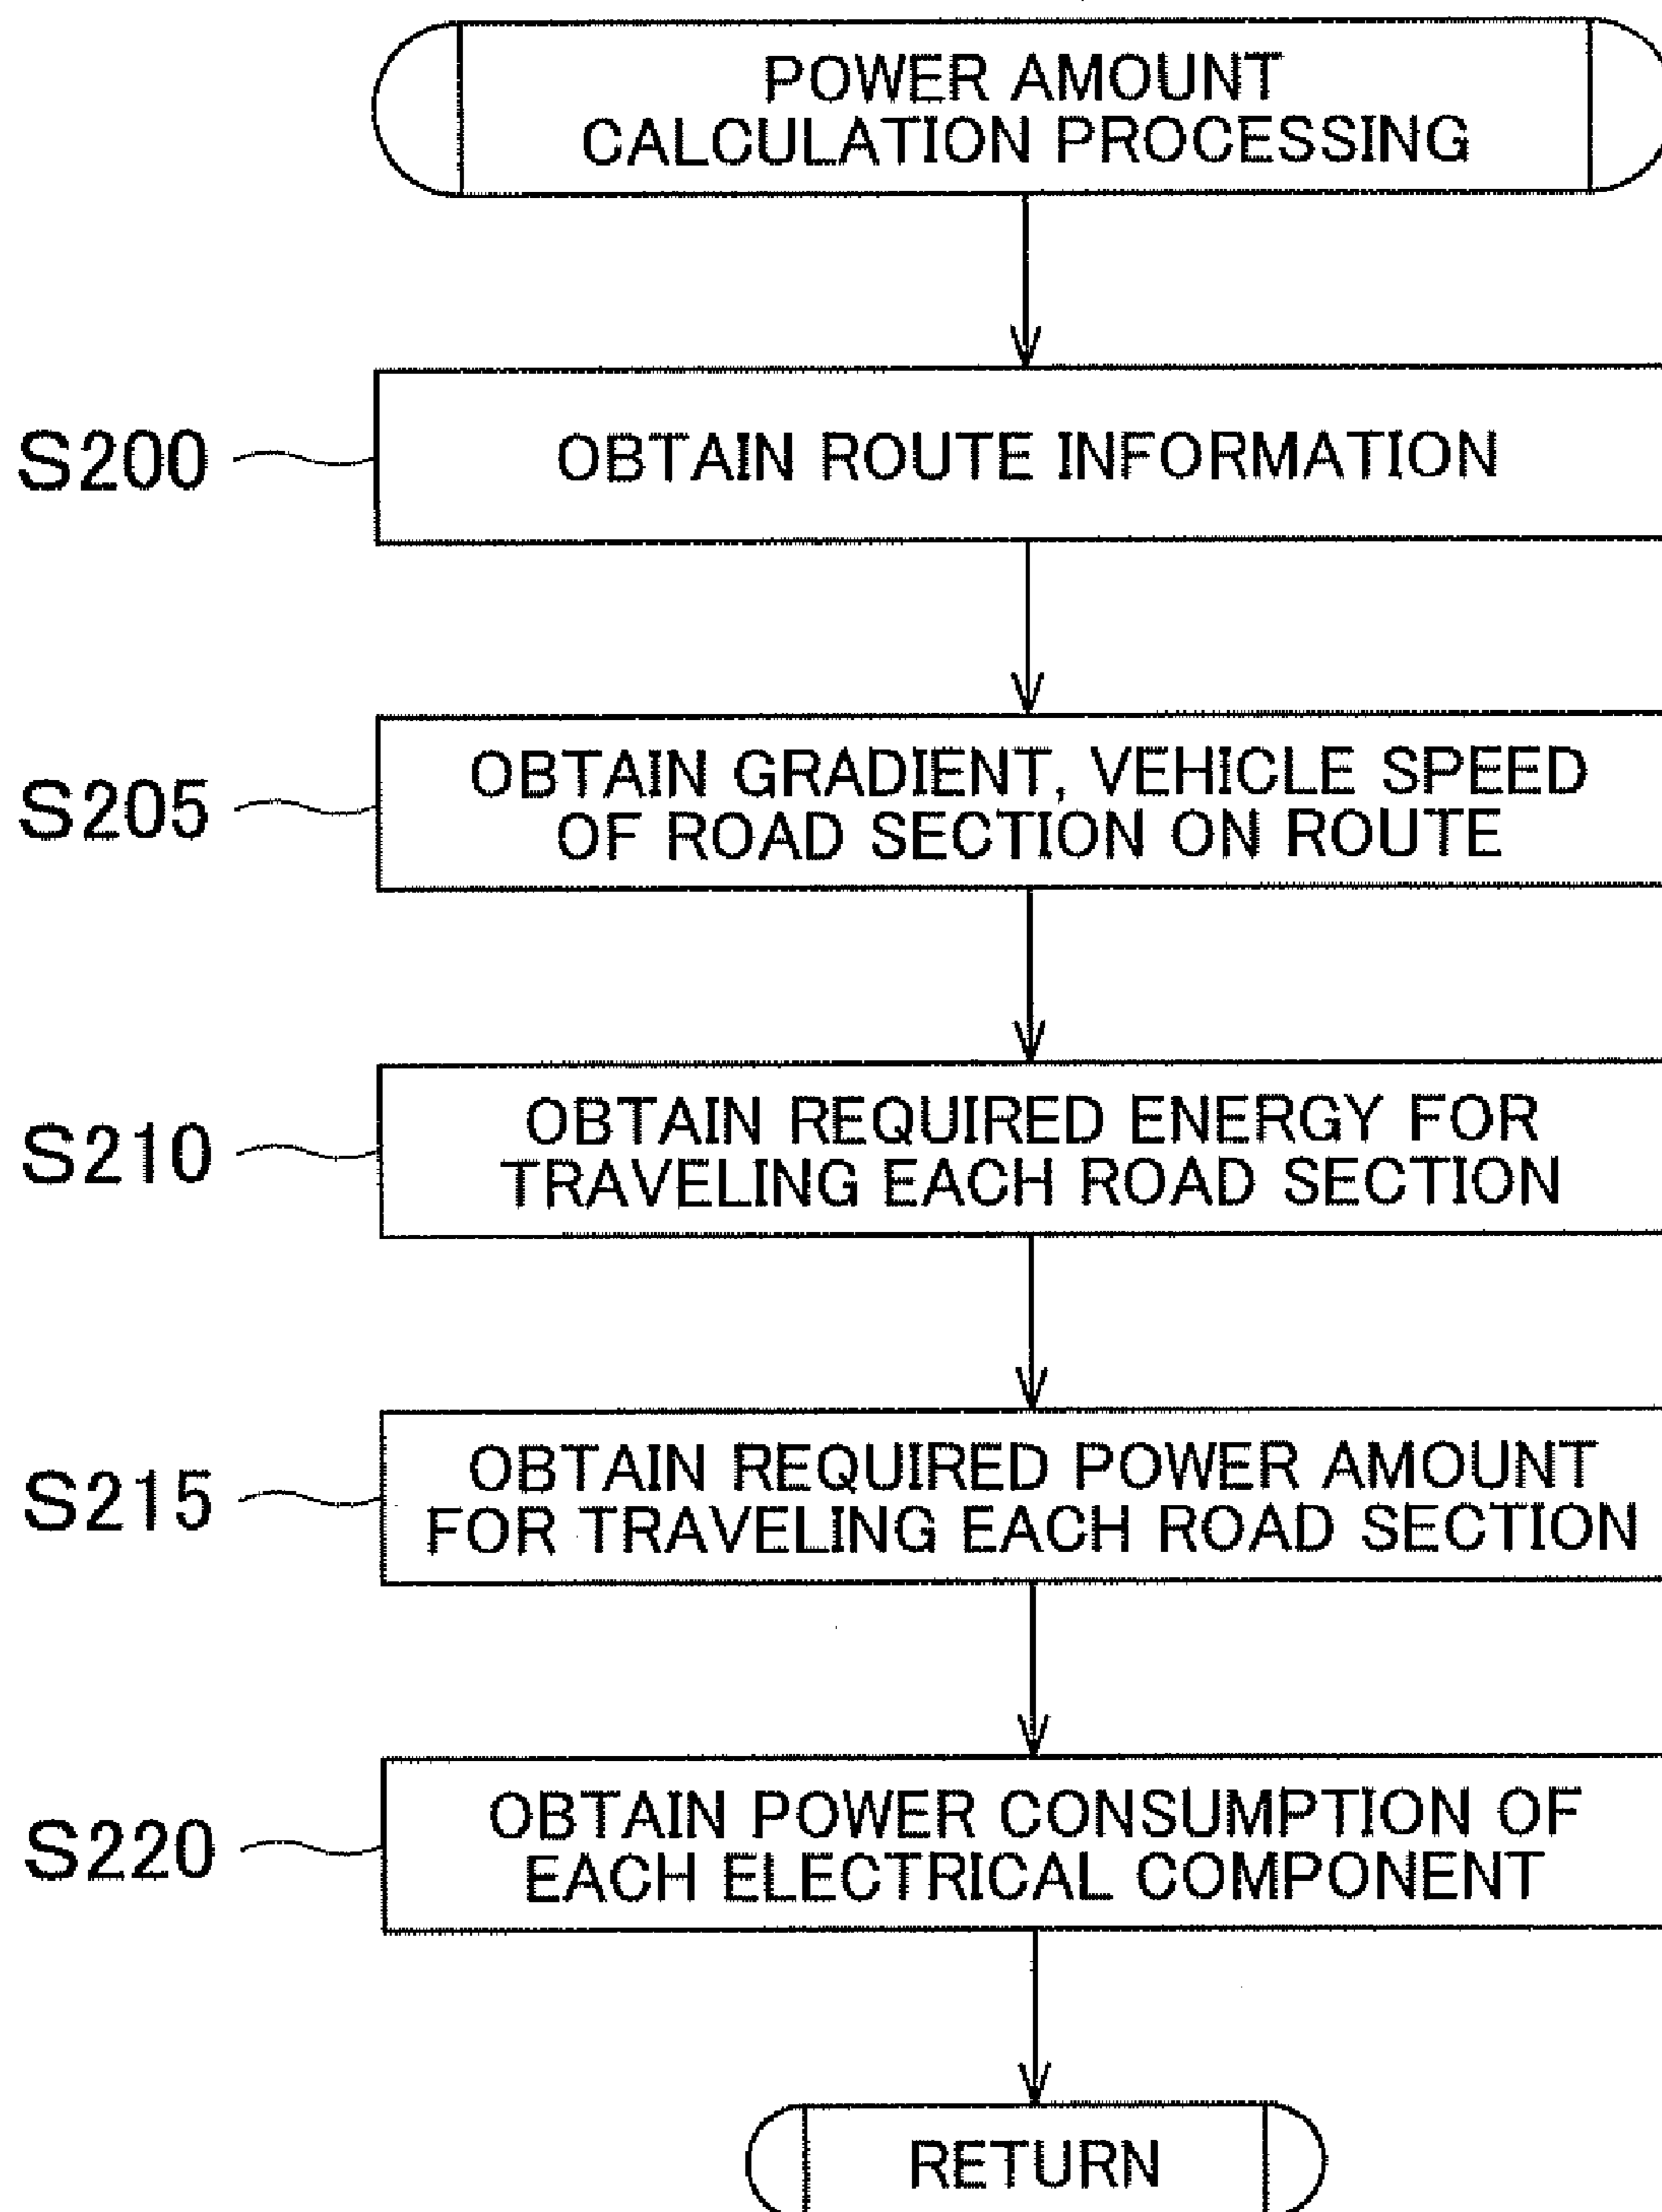 POWER AMOUNT
CALCULATION PROCESSING
S200
OBTAIN ROUTE INFORMATION
S205
OBTAIN GRADIENT, VEHICLE SPEED
OF ROAD SECTION ON ROUTE
S210
OBTAIN REQUIRED ENERGY FOR
TRAVELING EACH ROAD SECTION
S215
OBTAIN REQUIRED POWER AMOUNT
FOR TRAVELING EACH ROAD SECTION
S220
OBTAIN POWER CONSUMPTION OF
EACH ELECTRICAL COMPONENT
RETURN